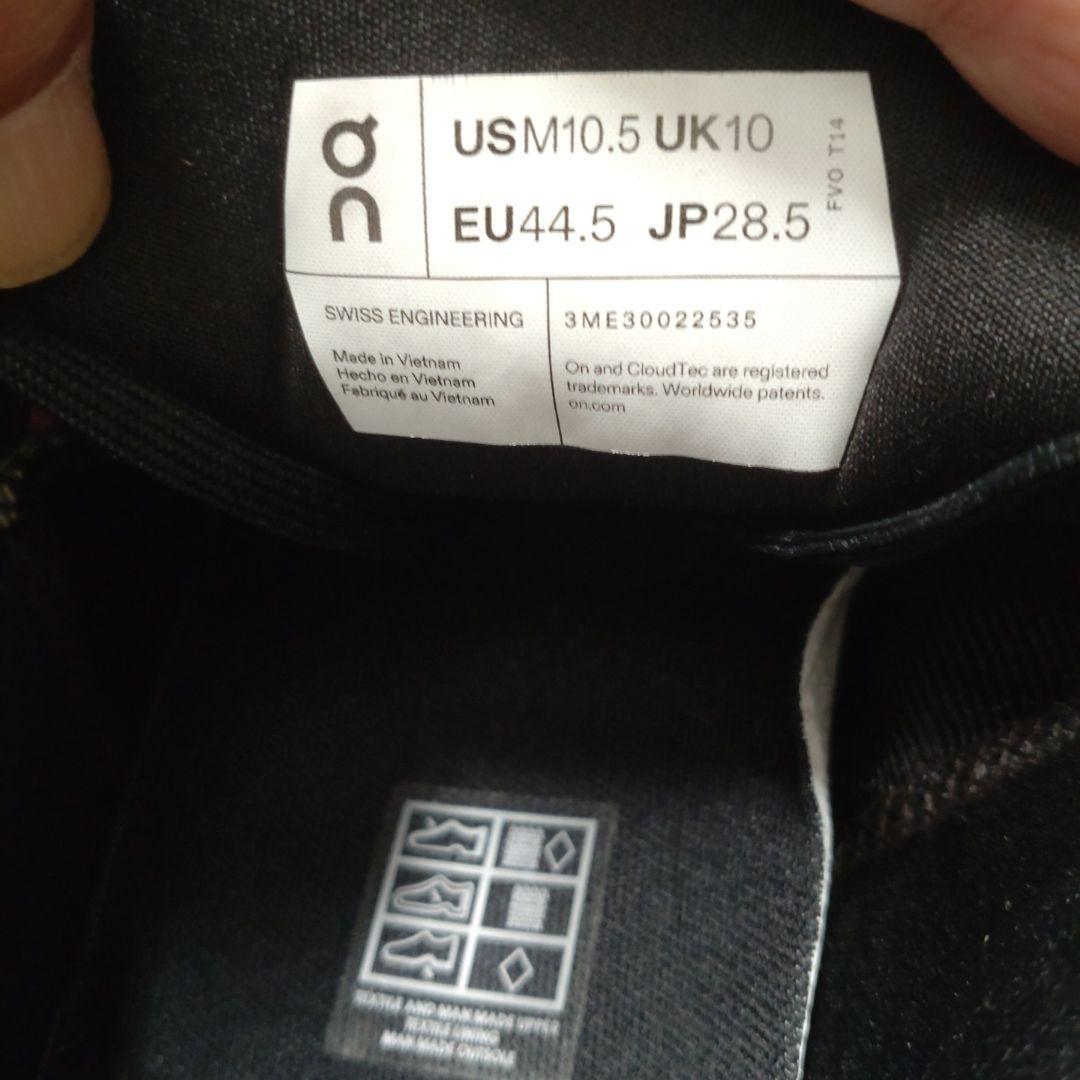 On
USM10.5 UK10
EU44.5 JP28.5
FVO T14
SWISS ENGINEERING
Made in Vietnam
Hecho en Vietnam
Fabriqué au Vietnam
3ME30022535
On and CloudTec are registered
trademarks. Worldwide patents.
on.com
TEXTILE AND MAN MADE UPPER
TEXTILE LINING
MAN MADE OUTSOLE